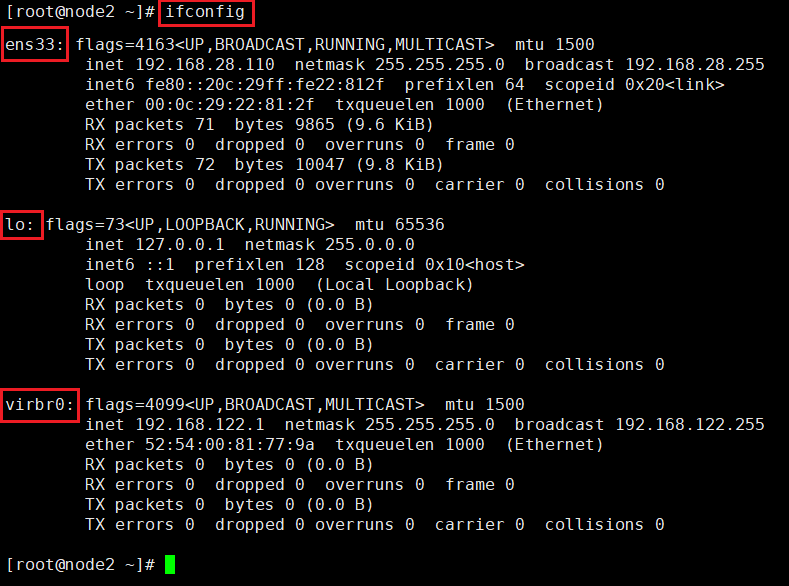 [root@node2 ~]# ifconfig
ens33: flags=4163<UP,BROADCAST,RUNNING,MULTICAST>  mtu 1500
        inet 192.168.28.110  netmask 255.255.255.0  broadcast 192.168.28.255
        inet6 fe80::20c:29ff:fe22:812f  prefixlen 64  scopeid 0x20<link>
        ether 00:0c:29:22:81:2f  txqueuelen 1000  (Ethernet)
        RX packets 71  bytes 9865 (9.6 KiB)
        RX errors 0  dropped 0  overruns 0  frame 0
        TX packets 72  bytes 10047 (9.8 KiB)
        TX errors 0  dropped 0 overruns 0  carrier 0  collisions 0
lo: flags=73<UP,LOOPBACK,RUNNING>  mtu 65536
        inet 127.0.0.1  netmask 255.0.0.0
        inet6 ::1  prefixlen 128  scopeid 0x10<host>
        loop  txqueuelen 1000  (Local Loopback)
        RX packets 0  bytes 0 (0.0 B)
        RX errors 0  dropped 0  overruns 0  frame 0
        TX packets 0  bytes 0 (0.0 B)
        TX errors 0  dropped 0 overruns 0  carrier 0  collisions 0
virbr0: flags=4099<UP,BROADCAST,MULTICAST>  mtu 1500
        inet 192.168.122.1  netmask 255.255.255.0  broadcast 192.168.122.255
        ether 52:54:00:81:77:9a  txqueuelen 1000  (Ethernet)
        RX packets 0  bytes 0 (0.0 B)
        RX errors 0  dropped 0  overruns 0  frame 0
        TX packets 0  bytes 0 (0.0 B)
        TX errors 0  dropped 0 overruns 0  carrier 0  collisions 0
[root@node2 ~]#